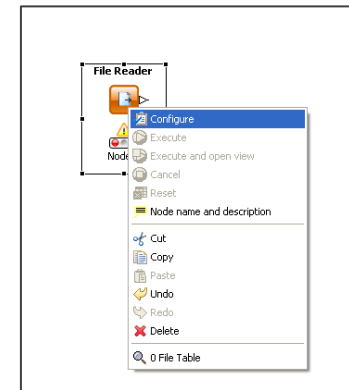 File Reader
Node
Configure
Execute
Execute and open view
Cancel
Reset
Node name and description
Cut
Copy
Paste
Undo
Redo
Delete
0 File Table